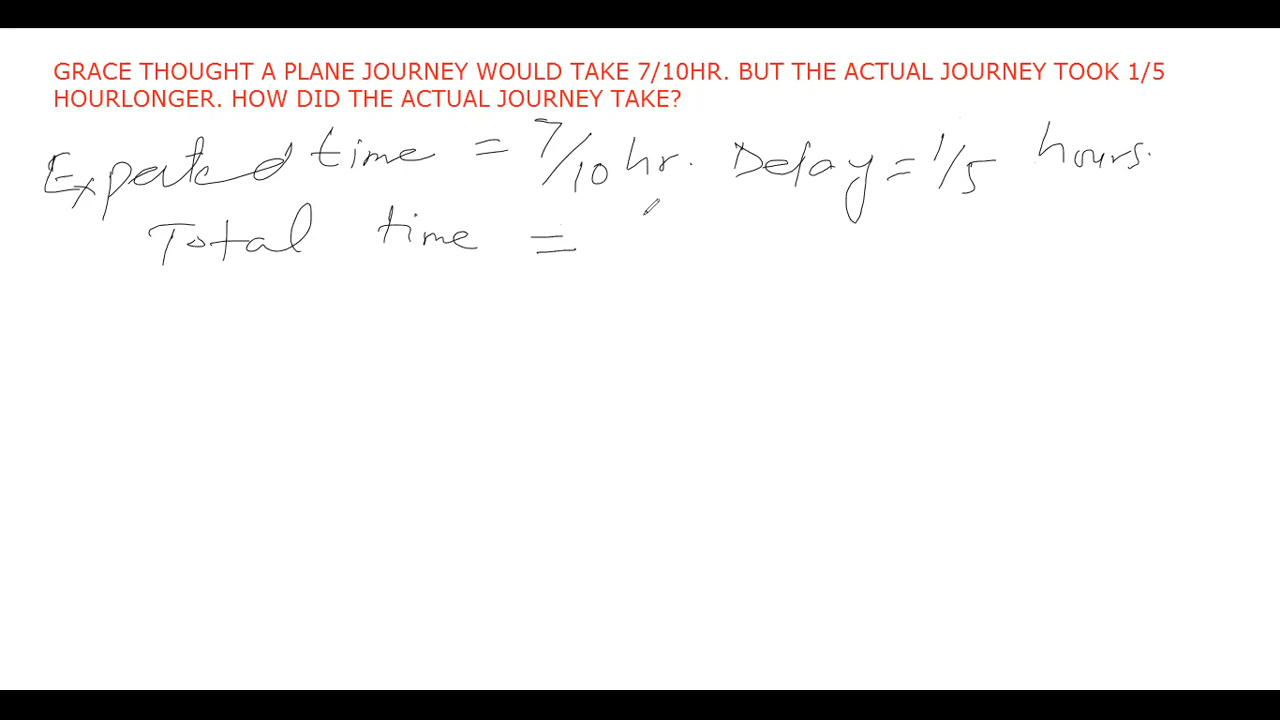 GRACE THOUGHT A PLANE JOURNEY WOULD TAKE 7/10HR. BUT THE ACTUAL JOURNEY TOOK 1/5
HOURLONGER. HOW DID THE ACTUAL JOURNEY TAKE?
Expected time = 7/10 hr. Delay = 1/5 hours.
Total time =